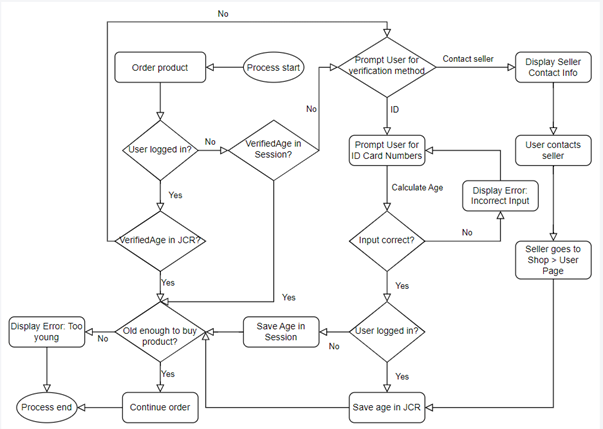 No
Order product
Process start
Prompt User for
verification method
Contact seller
Display Seller
Contact Info
No
ID
User logged in?
No
VerifiedAge in
Session?
Prompt User for
ID Card Numbers
User contacts
seller
Yes
Calculate Age
Display Error:
Incorrect Input
VerifiedAge in JCR?
Input correct?
No
Seller goes to
Shop > User
Page
Yes
Yes
Yes
Display Error: Too
young
No
Old enough to buy
product?
Save Age in
Session
No
User logged in?
Yes
Yes
Process end
Continue order
Save age in JCR